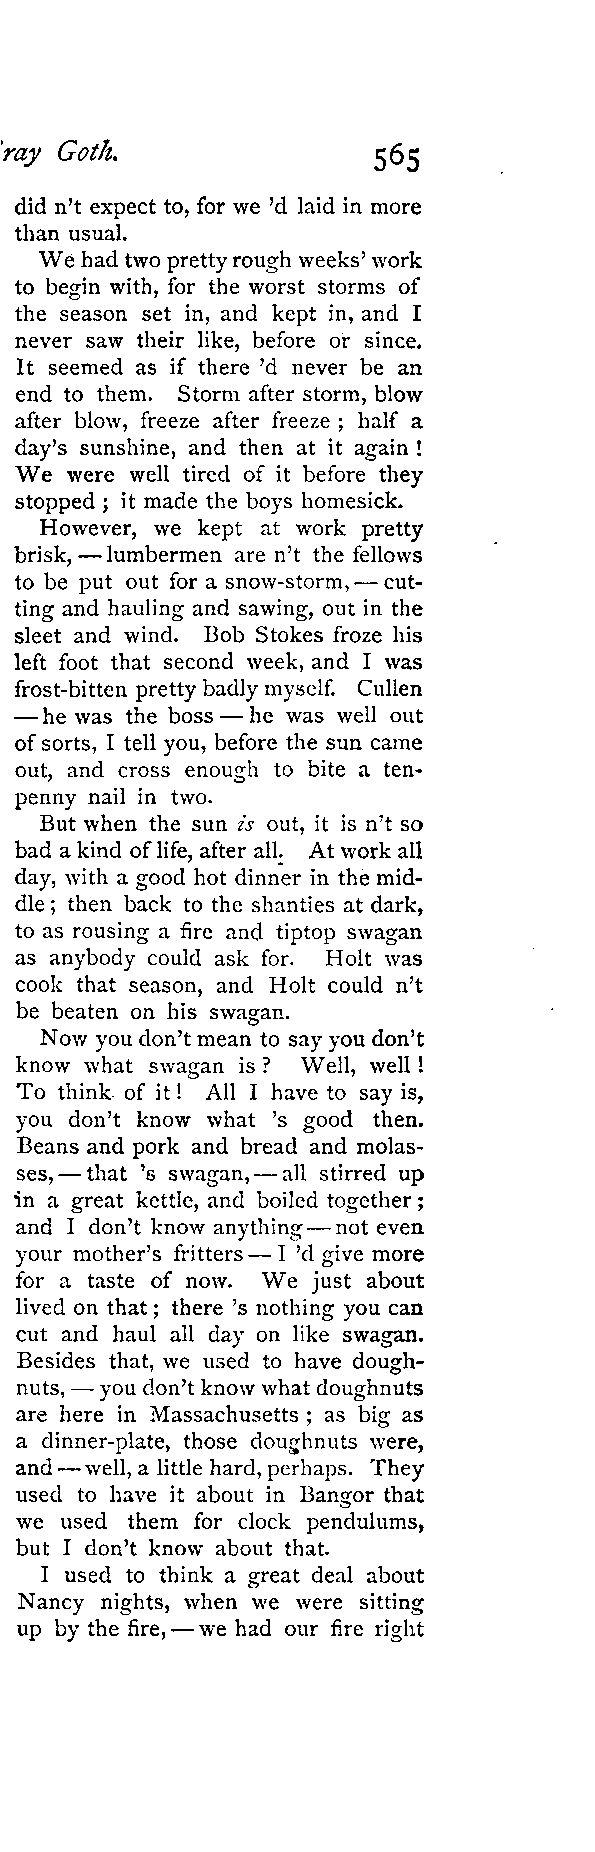 'ray Goth. 565
did n't expect to, for we 'd laid in more
than usual.
We had two pretty rough weeks' work
to begin with, for the worst storms of
the season set in, and kept in, and I
never saw their like, before or since.
It seemed as if there 'd never be an
end to them. Storm after storm, blow
after blow, freeze after freeze ; half a
day's sunshine, and then at it again !
We were well tired of it before they
stopped ; it made the boys homesick.
However, we kept at work pretty
brisk, — lumbermen are n't the fellows
to be put out for a snow-storm, — cut-
ting and hauling and sawing, out in the
sleet and wind. Bob Stokes froze his
left foot that second week, and I was
frost-bitten pretty badly myself. Cullen
— he was the boss — he was well out
of sorts, I tell you, before the sun came
out, and cross enough to bite a ten-
penny nail in two.
But when the sun is out, it is n't so
bad a kind of life, after all. At work all
day, with a good hot dinner in the mid-
dle ; then back to the shanties at dark,
to as rousing a fire and tiptop swagan
as anybody could ask for. Holt was
cook that season, and Holt could n't
be beaten on his swagan.
Now you don't mean to say you don't
know what swagan is ? Well, well !
To think of it ! All I have to say is,
you don't know what 's good then.
Beans and pork and bread and molas-
ses, — that 's swagan, — all stirred up
in a great kettle, and boiled together ;
and I don't know anything — not even
your mother's fritters — I 'd give more
for a taste of now. We just about
lived on that ; there 's nothing you can
cut and haul all day on like swagan.
Besides that, we used to have dough-
nuts, — you don't know what doughnuts
are here in Massachusetts ; as big as
a dinner-plate, those doughnuts were,
and — well, a little hard, perhaps. They
used to have it about in Bangor that
we used them for clock pendulums,
but I don't know about that.
I used to think a great deal about
Nancy nights, when we were sitting
up by the fire, — we had our fire right